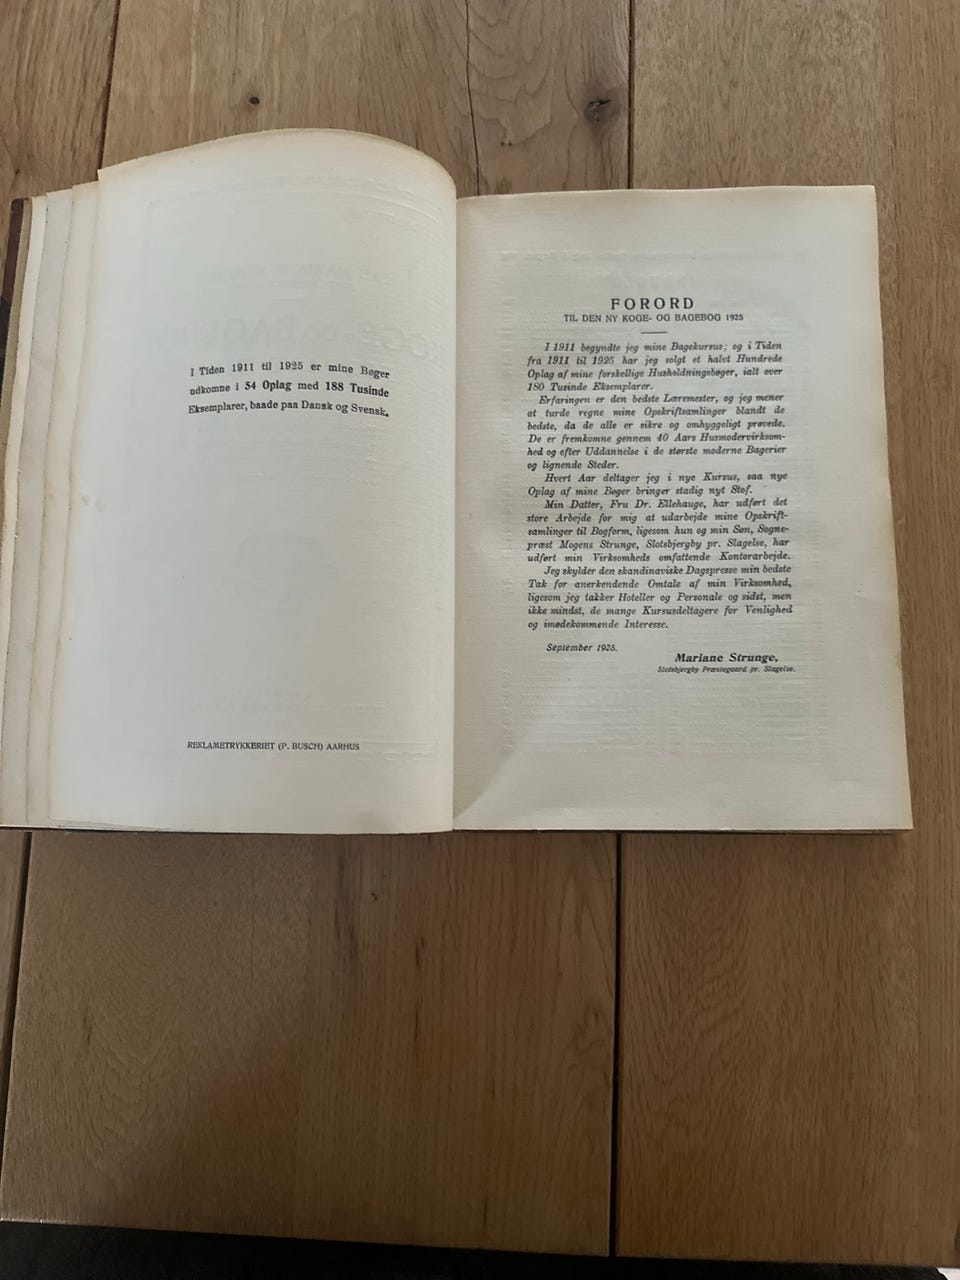 I Tiden 1911 til 1925 er mine Bøger
udkomne i 54 Oplag med 188 Tusinde
Eksemplarer, baade paa Dansk og Svensk.
REKLAMETRYKKERIET (P. BUSCH) AARHUS
FORORD
TIL DEN NY KOGE- OG BAGEBOG 1925
I 1911 begyndte jeg mine Bagekursus; og i Tiden
fra 1911 til 1925 har jeg solgt et halvt Hundrede
Oplag af mine forskellige Husholdningsbøger, ialt over
180 Tusinde Eksemplarer.
Erfaringen er den bedste Læremester, og jeg mener
at turde regne mine Opskriftsamlinger blandt de
bedste, da de alle er sikre og omhyggeligt prøvede.
De er fremkomne gennem 40 Aars Husmodervirksom-
hed og efter Uddannelse i de største moderne Bagerier
og lignende Steder.
Hvert Aar deltager jeg i nye Kursus, saa nye
Oplag af mine Bøger bringer stadig nyt Stof.
Min Datter, Fru Dr. Ellehauge, har udført det
store Arbejde for mig at udarbejde mine Opskrift-
samlinger til Bogform, ligesom hun og min Søn, Sogne-
præst Mogens Strunge, Slotsbjergby pr. Slagelse, har
udført min Virksomheds omfattende Kontorarbejde.
Jeg skylder den skandinaviske Dagspresse min bedste
Tak for anerkendende Omtale af min Virksomhed,
ligesom jeg takker Hoteller og Personale og sidst, men
ikke mindst, de mange Kursusdeltagere for Venlighed
og imødekommende Interesse.
September 1925.
Mariane Strunge,
Slotsbjergby Præstegaard pr. Slagelse.